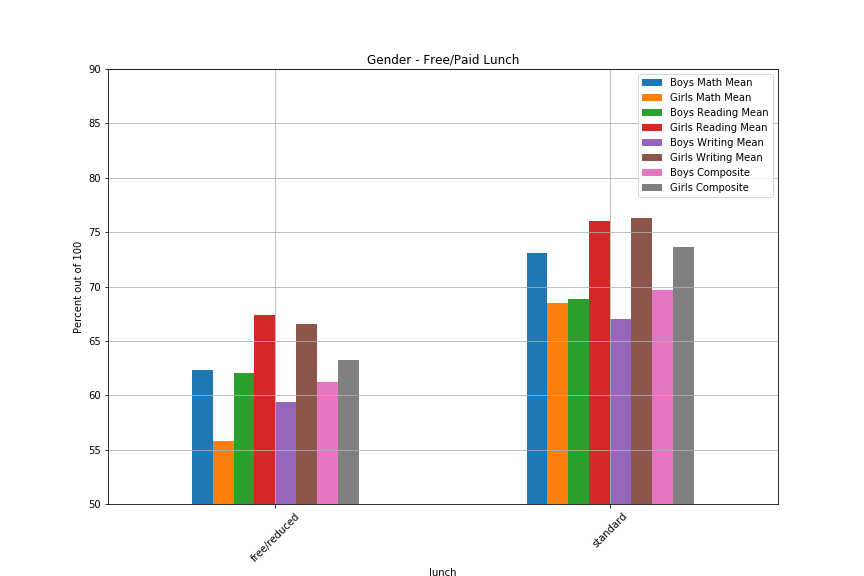 Gender - Free/Paid Lunch
90
85
80
75
70
65
60
55
50
Percent out of 100
Boys Math Mean
Girls Math Mean
Boys Reading Mean
Girls Reading Mean
Boys Writing Mean
Girls Writing Mean
Boys Composite
Girls Composite
free/reduced
standard
lunch